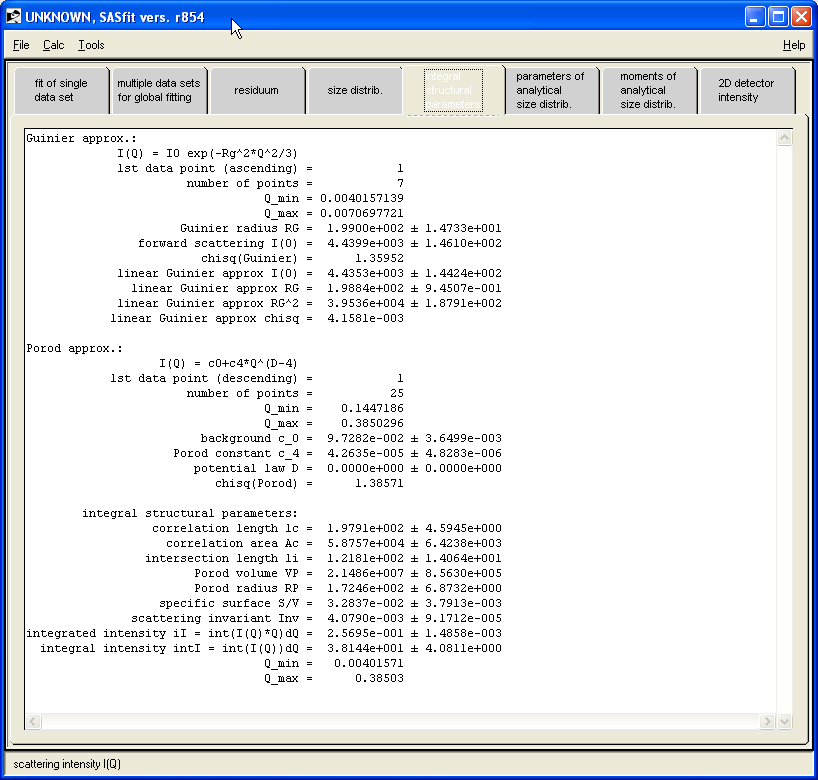 UNKNOWN, SASfit vers. r854
File Calc Tools Help
fit of single data set
multiple data sets for global fitting
residuum
size distrib.
integral structural parameters
parameters of analytical size distrib.
moments of analytical size distrib.
2D detector intensity
Guinier approx.:
I(Q) = I0 exp(-Rg^2*Q^2/3)
1st data point (ascending) = 1
number of points = 7
Q_min = 0.0040157139
Q_max = 0.0070697721
Guinier radius RG = 1.9900e+002 ± 1.4733e+001
forward scattering I(0) = 4.4399e+003 ± 1.4610e+002
chisq(Guinier) = 1.35952
linear Guinier approx I(0) = 4.4353e+003 ± 1.4424e+002
linear Guinier approx RG = 1.9884e+002 ± 9.4507e-001
linear Guinier approx RG^2 = 3.9536e+004 ± 1.8791e+002
linear Guinier approx chisq = 4.1581e-003
Porod approx.:
I(Q) = c0+c4*Q^(D-4)
1st data point (descending) = 1
number of points = 25
Q_min = 0.1447186
Q_max = 0.3850296
background c_0 = 9.7282e-002 ± 3.6499e-003
Porod constant c_4 = 4.2635e-005 ± 4.8283e-006
potential law D = 0.0000e+000 ± 0.0000e+000
chisq(Porod) = 1.38571
integral structural parameters:
correlation length lc = 1.9791e+002 ± 4.5945e+000
correlation area Ac = 5.8757e+004 ± 6.4238e+003
intersection length li = 1.2181e+002 ± 1.4064e+001
Porod volume VP = 2.1486e+007 ± 8.5630e+005
Porod radius RP = 1.7246e+002 ± 6.8732e+000
specific surface S/V = 3.2837e-002 ± 3.7913e-003
scattering invariant Inv = 4.0790e-003 ± 9.1712e-005
integrated intensity iI = int(I(Q)*Q)dQ = 2.5695e-001 ± 1.4858e-003
integral intensity intI = int(I(Q))dQ = 3.8144e+001 ± 4.0811e+000
Q_min = 0.00401571
Q_max = 0.38503
scattering intensity I(Q)